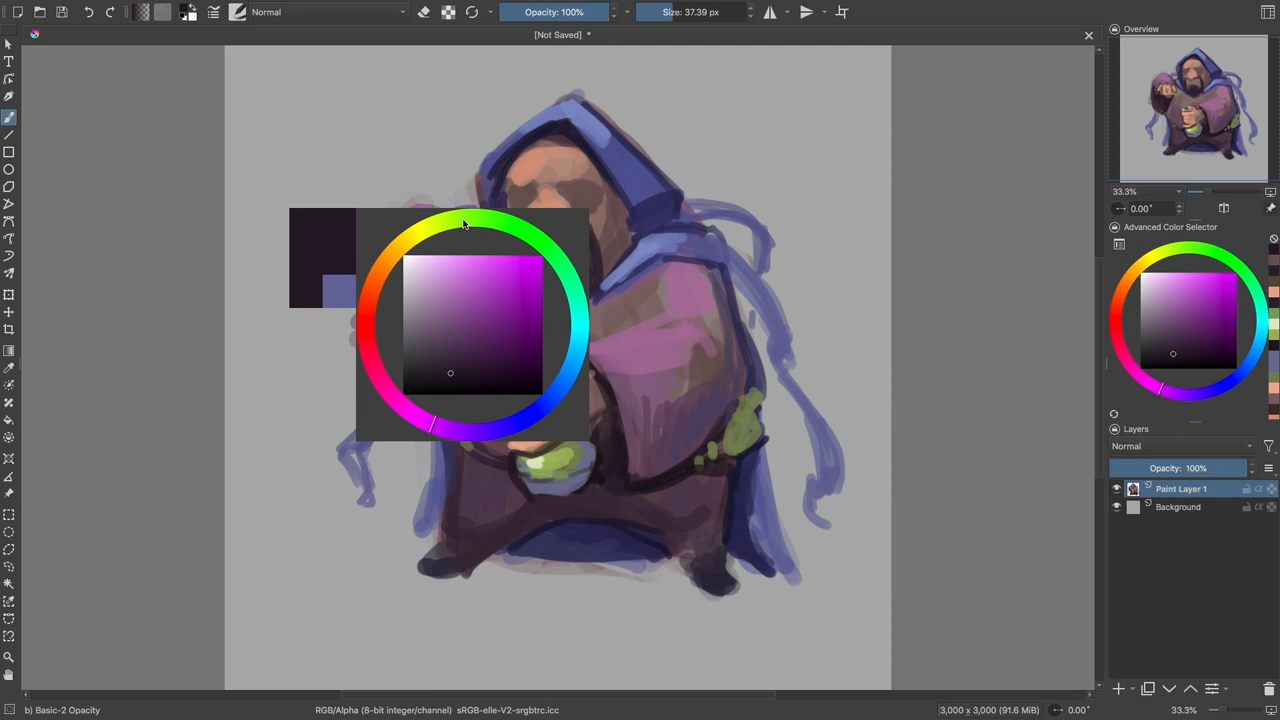 Normal
Opacity: 100%
Size: 37.39 px
[Not Saved] *
Overview
33.3%
0.00°
Advanced Color Selector
Layers
Normal
Opacity: 100%
Paint Layer 1
Background
b) Basic-2 Opacity
RGB/Alpha (8-bit integer/channel) sRGB-elle-V2-srgbtrc.icc
3,000 x 3,000 (91.6 MiB)
0.00°
33.3%